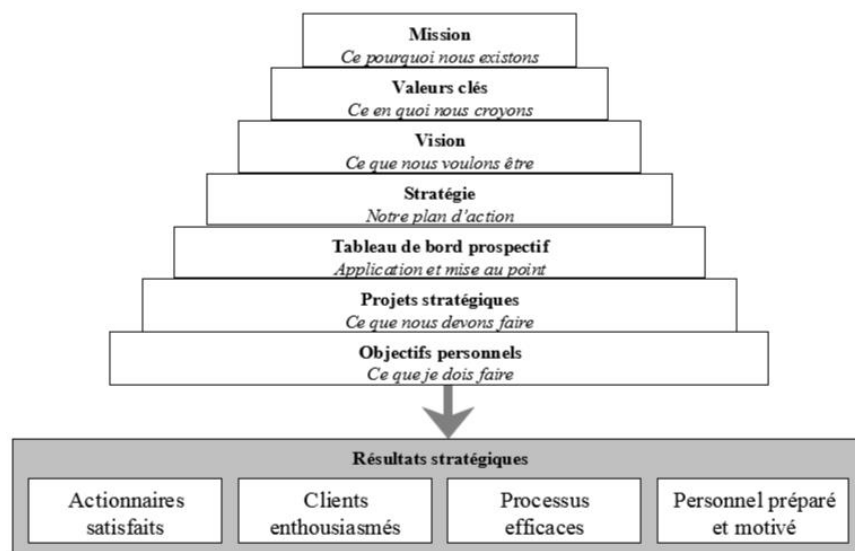 Mission
Ce pourquoi nous existons
Valeurs clés
Ce en quoi nous croyons
Vision
Ce que nous voulons être
Stratégie
Notre plan d'action
Tableau de bord prospectif
Application et mise au point
Projets stratégiques
Ce que nous devons faire
Objectifs personnels
Ce que je dois faire
Résultats stratégiques
Actionnaires
satisfaits
Clients
enthousiasmés
Processus
efficaces
Personnel préparé
et motivé